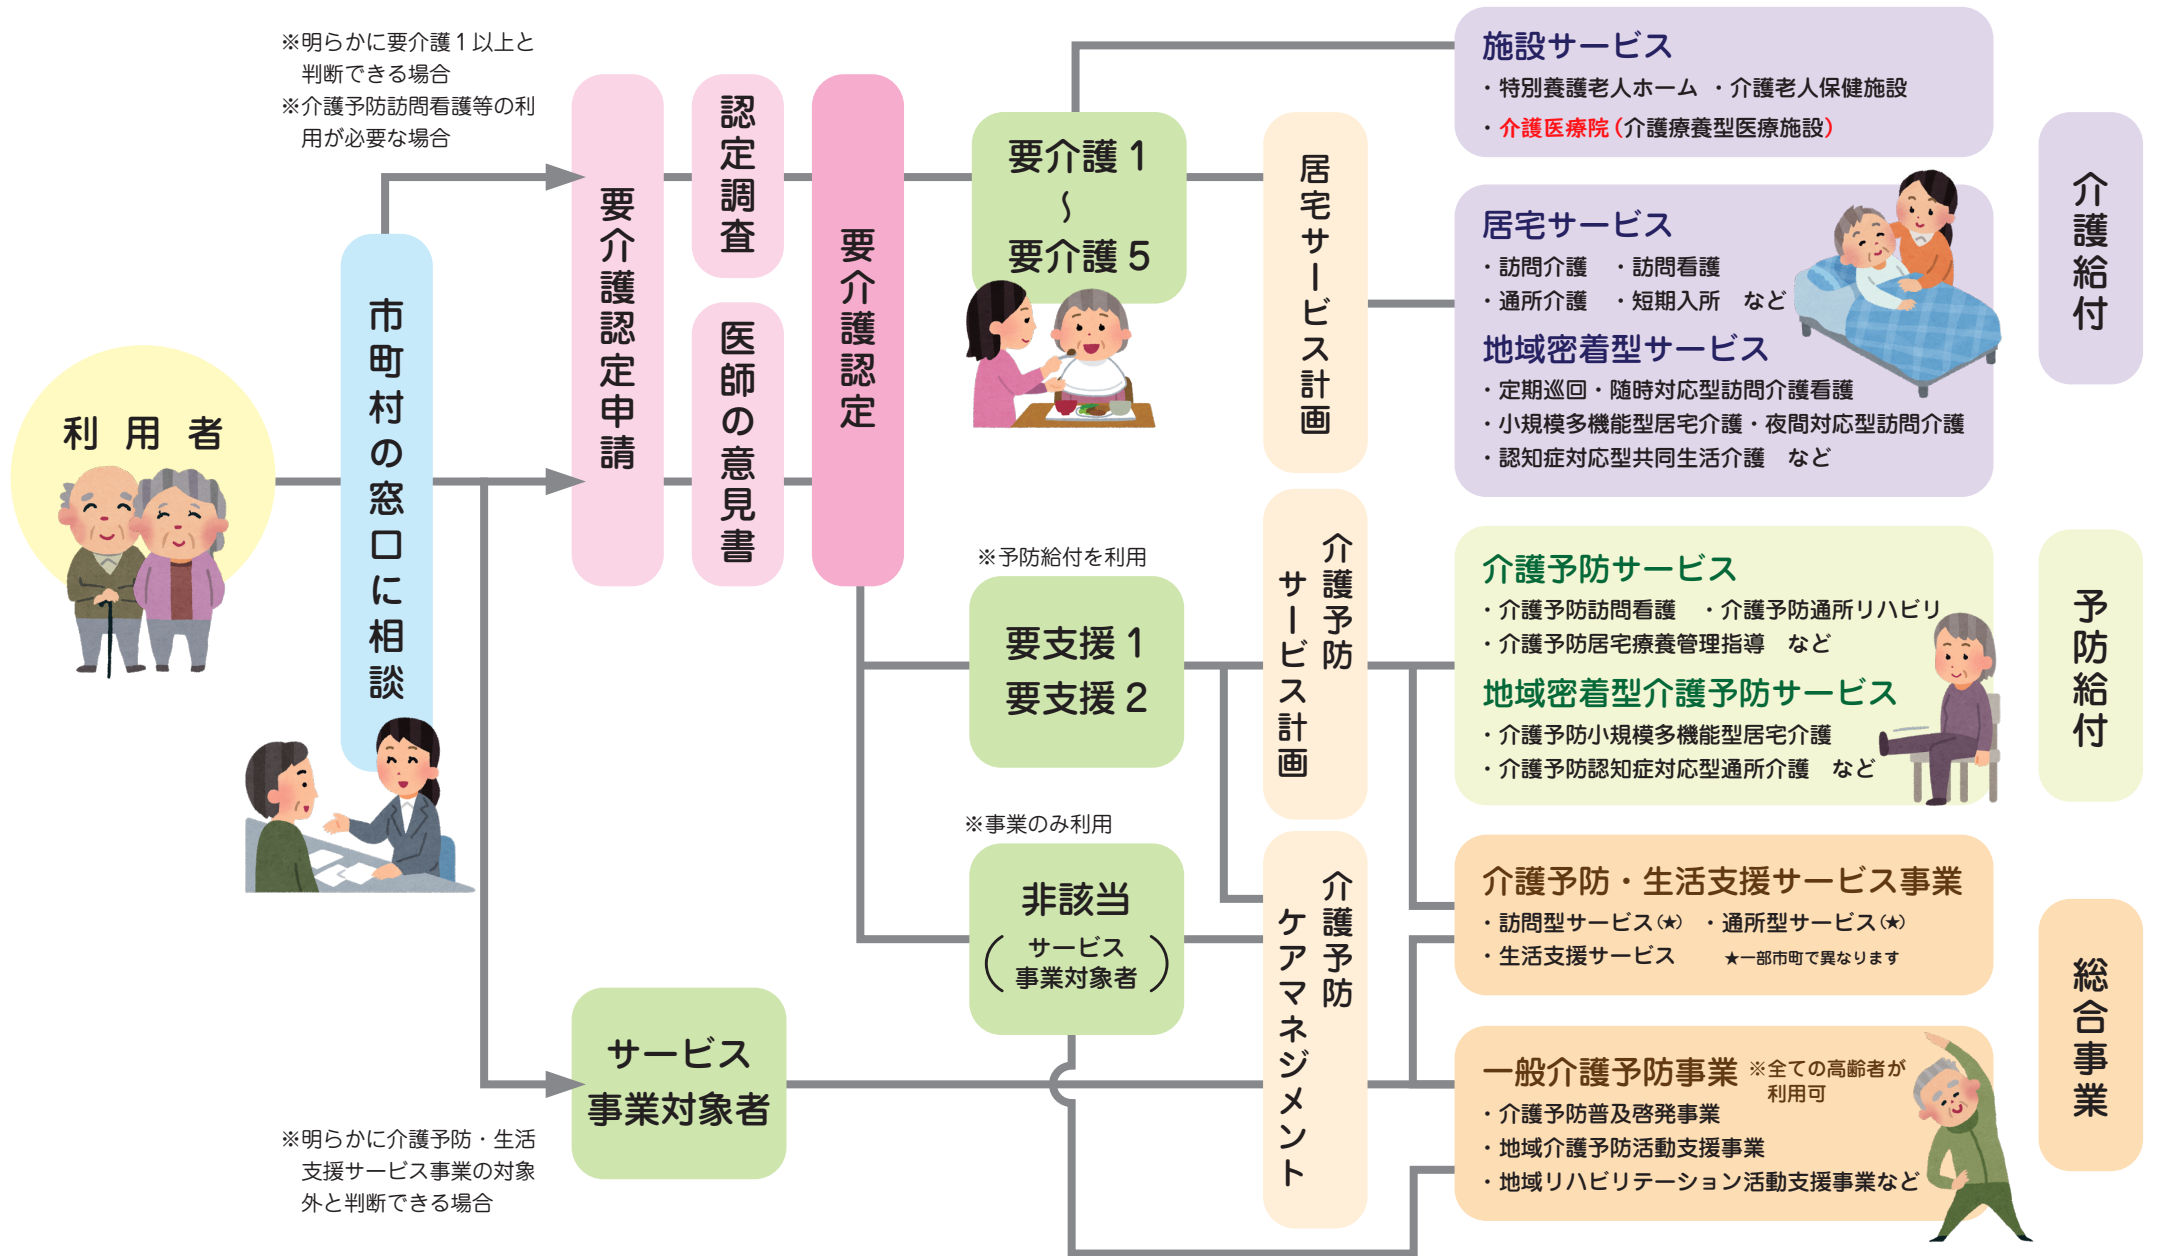 利用者
市町村の窓口に相談
※明らかに要介護1以上と
判断できる場合
※介護予防訪問看護等の利
用が必要な場合
要介護認定申請
認定調査
医師の意見書
要介護認定
要介護1
〜
要介護5
※予防給付を利用
要支援1
要支援2
※事業のみ利用
非該当
(サービス
事業対象者)
サービス
事業対象者
※明らかに介護予防・生活
支援サービス事業の対象
外と判断できる場合
居宅サービス計画
介護予防
サービス計画
介護予防
ケアマネジメント
施設サービス
・特別養護老人ホーム ・介護老人保健施設
・介護医療院(介護療養型医療施設)
居宅サービス
・訪問介護 ・訪問看護
・通所介護 ・短期入所 など
地域密着型サービス
・定期巡回・随時対応型訪問介護看護
・小規模多機能型居宅介護・夜間対応型訪問介護
・認知症対応型共同生活介護 など
介護給付
介護予防サービス
・介護予防訪問看護 ・介護予防通所リハビリ
・介護予防居宅療養管理指導 など
地域密着型介護予防サービス
・介護予防小規模多機能型居宅介護
・介護予防認知症対応型通所介護 など
予防給付
介護予防・生活支援サービス事業
・訪問型サービス(★) ・通所型サービス(★)
・生活支援サービス ★一部市町で異なります
一般介護予防事業 ※全ての高齢者が
利用可
・介護予防普及啓発事業
・地域介護予防活動支援事業
・地域リハビリテーション活動支援事業など
総合事業